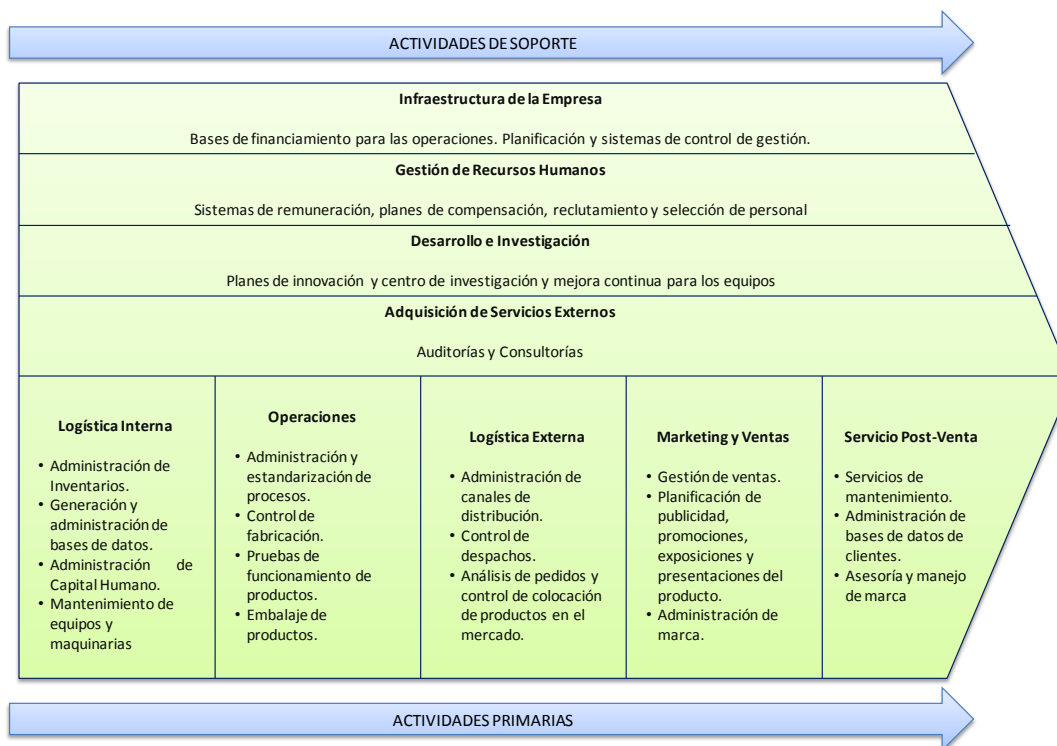 ACTIVIDADES DE SOPORTE
Infraestructura de la Empresa
Bases de financiamiento para las operaciones. Planificación y sistemas de control de gestión.
Gestión de Recursos Humanos
Sistemas de remuneración, planes de compensación, reclutamiento y selección de personal
Desarrollo e Investigación
Planes de innovación y centro de investigación y mejora continua para los equipos
Adquisición de Servicios Externos
Auditorías y Consultorías
Logística Interna
• Administración de
Inventarios.
• Generación y
administración de
bases de datos.
• Administración de
Capital Humano.
• Mantenimiento de
equipos y
maquinarias
Operaciones
• Administración y
estandarización de
procesos.
• Control de
fabricación.
• Pruebas de
funcionamiento de
productos.
• Embalaje de
productos.
Logística Externa
• Administración de
canales de
distribución.
• Control de
despachos.
• Análisis de pedidos y
control de colocación
de productos en el
mercado.
Marketing y Ventas
• Gestión de ventas.
• Planificación de
publicidad,
promociones,
exposiciones y
presentaciones del
producto.
• Administración de
marca.
Servicio Post-Venta
• Servicios de
mantenimiento.
• Administración de
bases de datos de
clientes.
• Asesoría y manejo
de marca
ACTIVIDADES PRIMARIAS